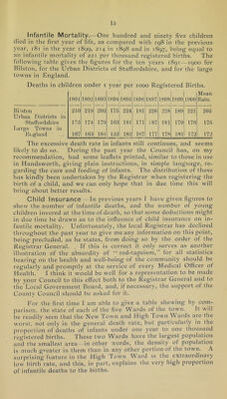 15
Infantile Mortality.—One hundred and ninety five children
died in the first year of life, as compared with 198 in the previous
year, 181 in the year 1899, 214 in 1898 and in 1897, being equal to
an infantile mortality of 221 per thousand registered births. The
following table gives the figures for the ten years 1891—1900 for
Bilston, for the Urban Districts of Staffordshire, and for the large
towns in England.
Deaths in children under 1 year per 1000 Registered Births.
Mean
Bilston
Urban Districts in
Staffordshire
Large Towns in
England
The excessive death rate in infants still continues, and seems
likely to do so. During the past year the Council has, on my
recommendation, had some leaflets printed, similar to those in use
in Handsworth, giving plain instructions, in simple language, re-
garding the care and feeding of infants. The distribution of these
has kindly been undertaken by the Registrar when registering the
birth of a child, and we can only hope that in due time this will
bring about better results.
Child Insurance—In previous years I have given figures to
show the number of infantile deaths, and the number of young
children insured at the time of death, so that some deductions might
in due time be drawn as to the influence of child insurance on in-
fantile mortality. Unfortunately, the local Registrar has declined
throughout the past year to give me any information on this point,
being precluded, as he states, from doing so by the order of the
Registrar General. If this is correct it only serves as another
illustration of the absurdity of "red-tapeism," for all statistics
bearing on the health and well-being of the community should be
regularly and promptly at the service of every Medical Officer of
Health. I think it would be well for a representation to be made
by your Council to this effect, both to the Registrar General and to
the Local Government Board, and, if necessary, the support of the
County Council should be asked for it.
For the first time I am able to give a table showing by com-
parison, the state of each of the five Wards of the town. It will
be readily seen that the New Town and High Town Wards are the
worst, not only in the general death rate, but particularly in the
proportion of deaths of infants under one year to one thousand
registered births. These two Wards have the largest population
and the smallest area—in other words, the density of population
is much greater in them than in any other portion of the town. A
surprising feature in the High Town Ward is the extraordinary
low birth rate, and this, in part, explains the very high proportion
of infantile deaths to the births.